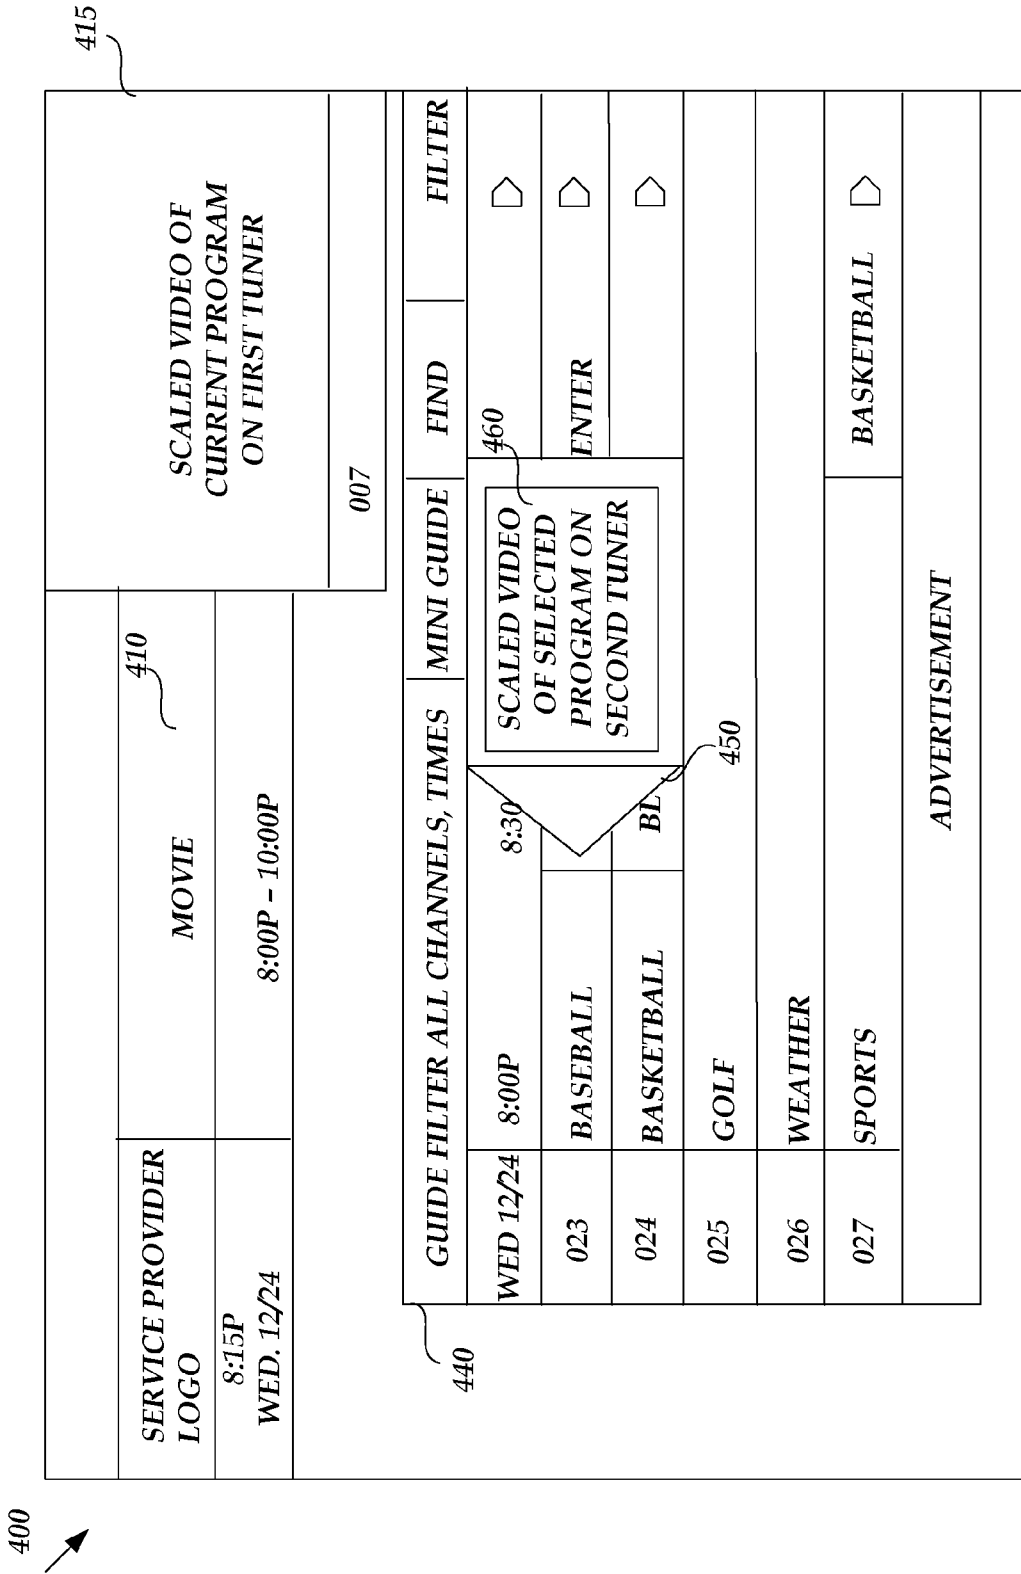 400
415
SERVICE PROVIDER
LOGO
MOVIE
410
SCALED VIDEO OF
CURRENT PROGRAM
ON FIRST TUNER
8:15P
WED. 12/24
8:00P – 10:00P
007
440
GUIDE FILTER ALL CHANNELS, TIMES
MINI GUIDE
FIND
FILTER
WED 12/24
8:00P
8:30
460
SCALED VIDEO
OF SELECTED
PROGRAM ON
SECOND TUNER
023
BASEBALL
ENTER
024
BASKETBALL
BL
450
025
GOLF
026
WEATHER
027
SPORTS
BASKETBALL
ADVERTISEMENT